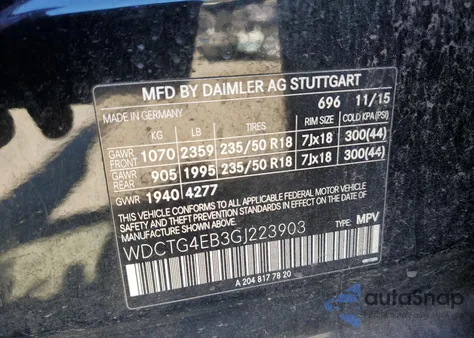 MFD BY DAIMLER AG STUTTGART
MADE IN GERMANY 696 11/15
KG LB TIRES RIM SIZE COLD KPA (PSI)
GAWR FRONT 1070 2359 235/50 R18 7Jx18 300(44)
GAWR REAR 905 1995 235/50 R18 7Jx18 300(44)
GVWR 1940 4277
THIS VEHICLE CONFORMS TO ALL APPLICABLE FEDERAL MOTOR VEHICLE SAFETY, BUMPER, AND THEFT PREVENTION STANDARDS IN EFFECT ON THE DATE OF MANUFACTURE SHOWN ABOVE.
WDCTG4EB3GJ223903 TYPE: MPV
A 204 817 78 20
autosnap